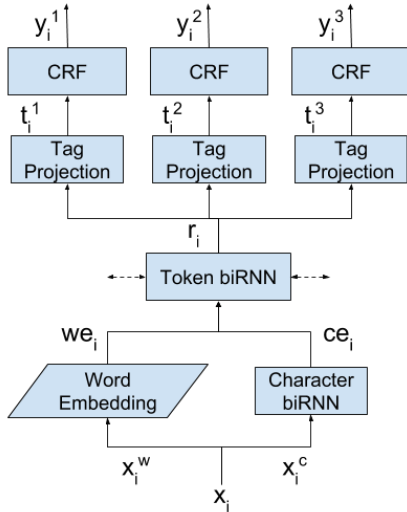 y_i^1 y_i^2 y_i^3
CRF CRF CRF
t_i^1 t_i^2 t_i^3
Tag Projection Tag Projection Tag Projection
r_i
Token biRNN
we_i ce_i
Word Embedding Character biRNN
x_i^w x_i^c
x_i